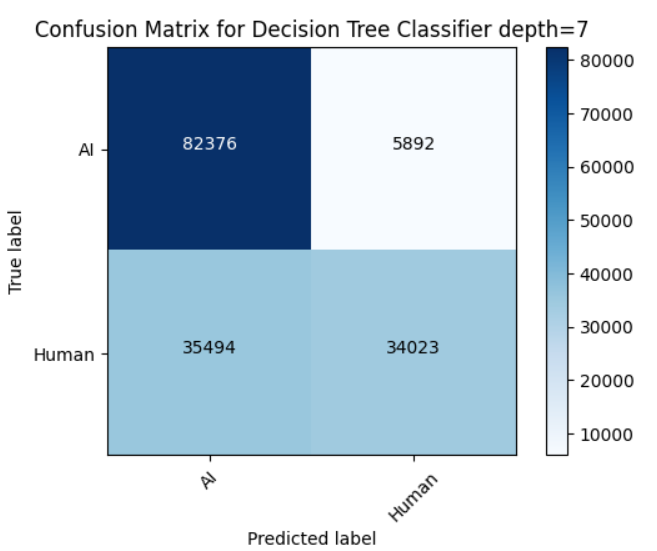 Confusion Matrix for Decision Tree Classifier depth=7
True label
AI
Human
82376
5892
35494
34023
AI
Human
Predicted label
80000
70000
60000
50000
40000
30000
20000
10000